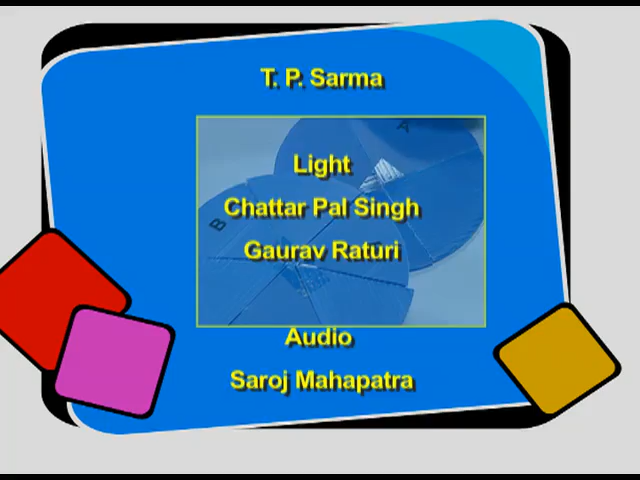 T. P. Sarma
A
Light
Chattar Pal Singh
B
Gaurav Raturi
Audio
Saroj Mahapatra